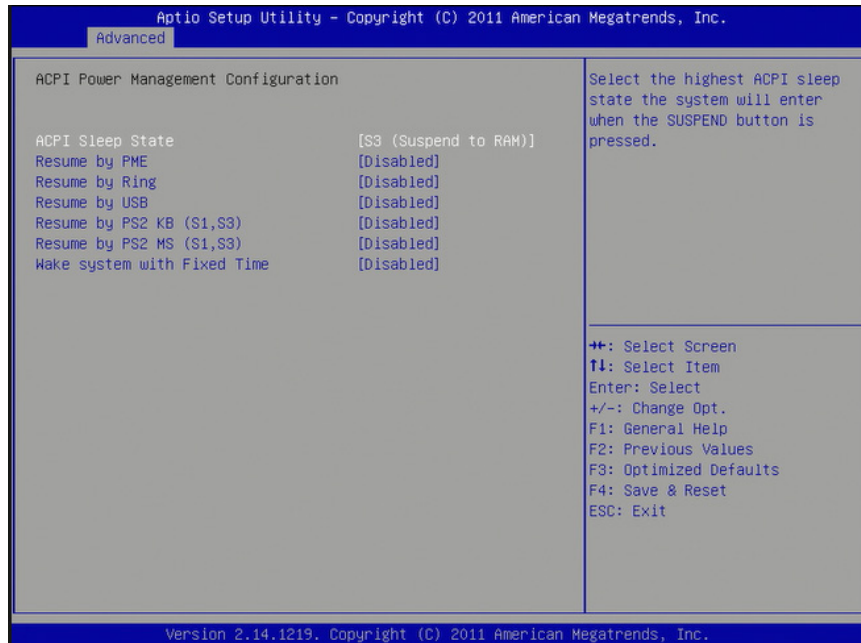 Aptio Setup Utility – Copyright (C) 2011 American Megatrends, Inc.
Advanced
ACPI Power Management Configuration
ACPI Sleep State [S3 (Suspend to RAM)]
Resume by PME [Disabled]
Resume by Ring [Disabled]
Resume by USB [Disabled]
Resume by PS2 KB (S1,S3) [Disabled]
Resume by PS2 MS (S1,S3) [Disabled]
Wake system with Fixed Time [Disabled]
Select the highest ACPI sleep
state the system will enter
when the SUSPEND button is
pressed.
→←: Select Screen
↑↓: Select Item
Enter: Select
+/-: Change Opt.
F1: General Help
F2: Previous Values
F3: Optimized Defaults
F4: Save & Reset
ESC: Exit
Version 2.14.1219. Copyright (C) 2011 American Megatrends, Inc.